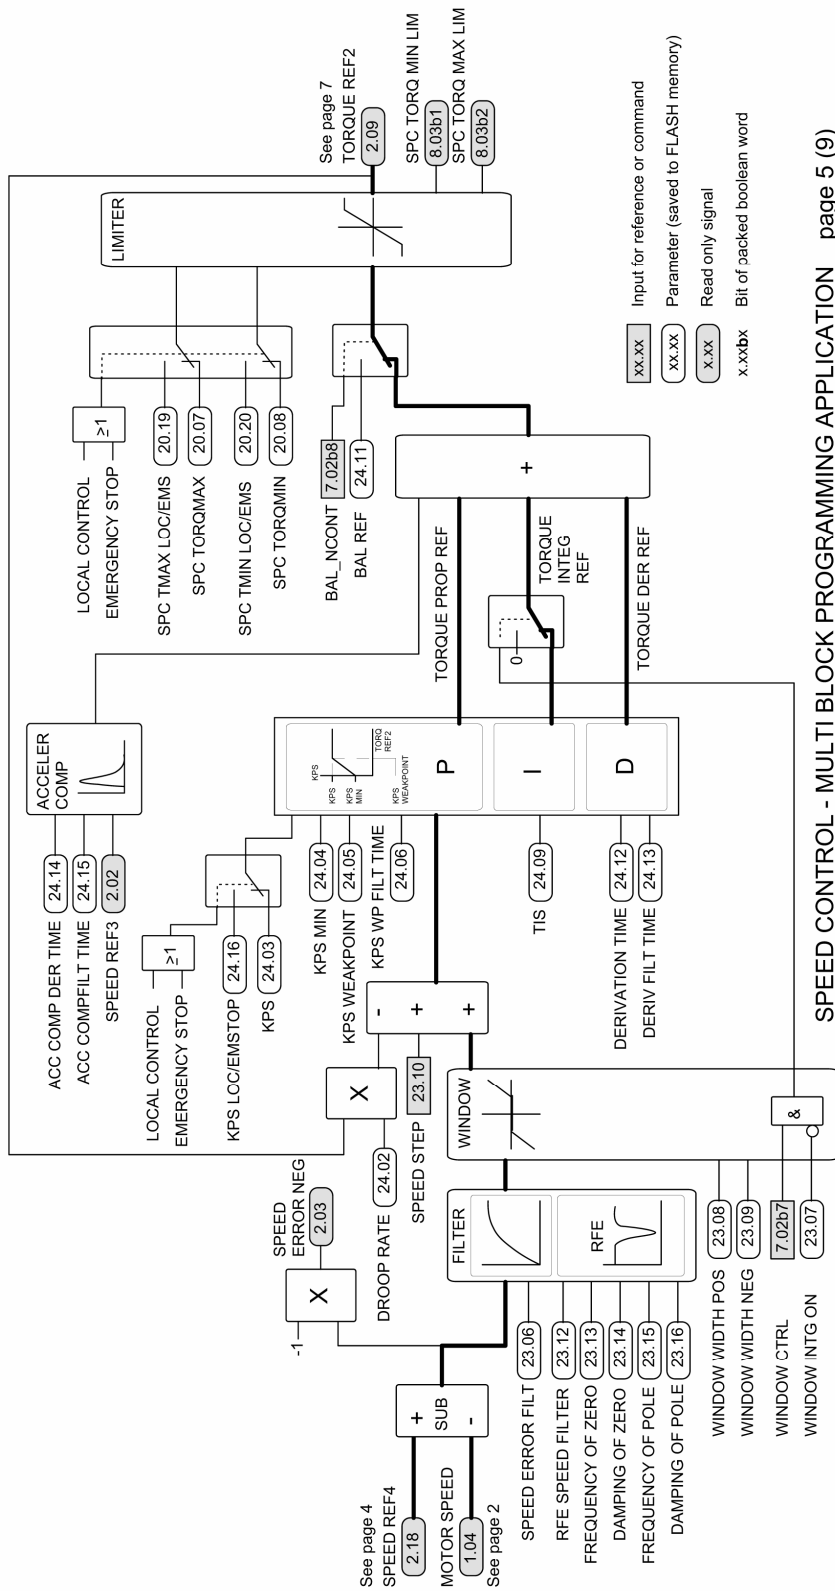 See page 4
SPEED REF4
2.18
MOTOR SPEED
1.04
See page 2
+
SUB
-
-1
X
SPEED
ERROR NEG
2.03
SPEED ERROR FILT
23.06
RFE SPEED FILTER
23.12
FREQUENCY OF ZERO
23.13
DAMPING OF ZERO
23.14
FREQUENCY OF POLE
23.15
DAMPING OF POLE
23.16
FILTER
RFE
WINDOW WIDTH POS
23.08
WINDOW WIDTH NEG
23.09
WINDOW CTRL
7.02b7
WINDOW INTG ON
23.07
WINDOW
&
DROOP RATE
24.02
X
SPEED STEP
23.10
-
+
+
ACC COMP DER TIME
24.14
ACC COMPFILT TIME
24.15
SPEED REF3
2.02
ACCELER
COMP
LOCAL CONTROL
EMERGENCY STOP
≥1
KPS LOC/EMSTOP
24.16
KPS
24.03
KPS MIN
24.04
KPS WEAKPOINT
24.05
KPS WP FILT TIME
24.06
TIS
24.09
DERIVATION TIME
24.12
DERIV FILT TIME
24.13
KPS
KPS
KPS
MIN
TORQ
REF2
KPS
WEAKPOINT
P
I
D
TORQUE PROP REF
0
TORQUE
INTEG
REF
TORQUE DER REF
+
LOCAL CONTROL
EMERGENCY STOP
≥1
SPC TMAX LOC/EMS
20.19
SPC TORQMAX
20.07
SPC TMIN LOC/EMS
20.20
SPC TORQMIN
20.08
BAL_NCONT
7.02b8
BAL REF
24.11
LIMITER
See page 7
TORQUE REF2
2.09
SPC TORQ MIN LIM
8.03b1
SPC TORQ MAX LIM
8.03b2
xx.xx Input for reference or command
xx.xx Parameter (saved to FLASH memory)
x.xx Read only signal
x.xxbx Bit of packed boolean word
SPEED CONTROL - MULTI BLOCK PROGRAMMING APPLICATION page 5 (9)